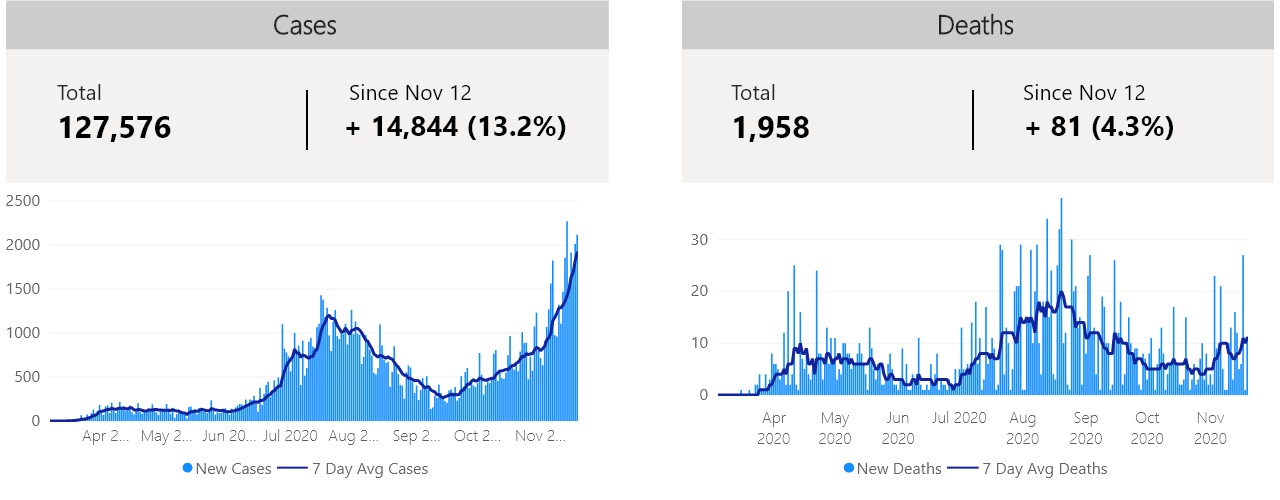 Cases
Total
127,576
Since Nov 12
+ 14,844 (13.2%)
2500
2000
1500
1000
500
0
Apr 2... May 2... Jun 20... Jul 2020 Aug 2... Sep 2... Oct 2... Nov 2...
New Cases 7 Day Avg Cases
Deaths
Total
1,958
Since Nov 12
+ 81 (4.3%)
30
20
10
0
Apr May Jun Jul 2020 Aug Sep Oct Nov
2020 2020 2020 2020 2020 2020 2020
New Deaths 7 Day Avg Deaths